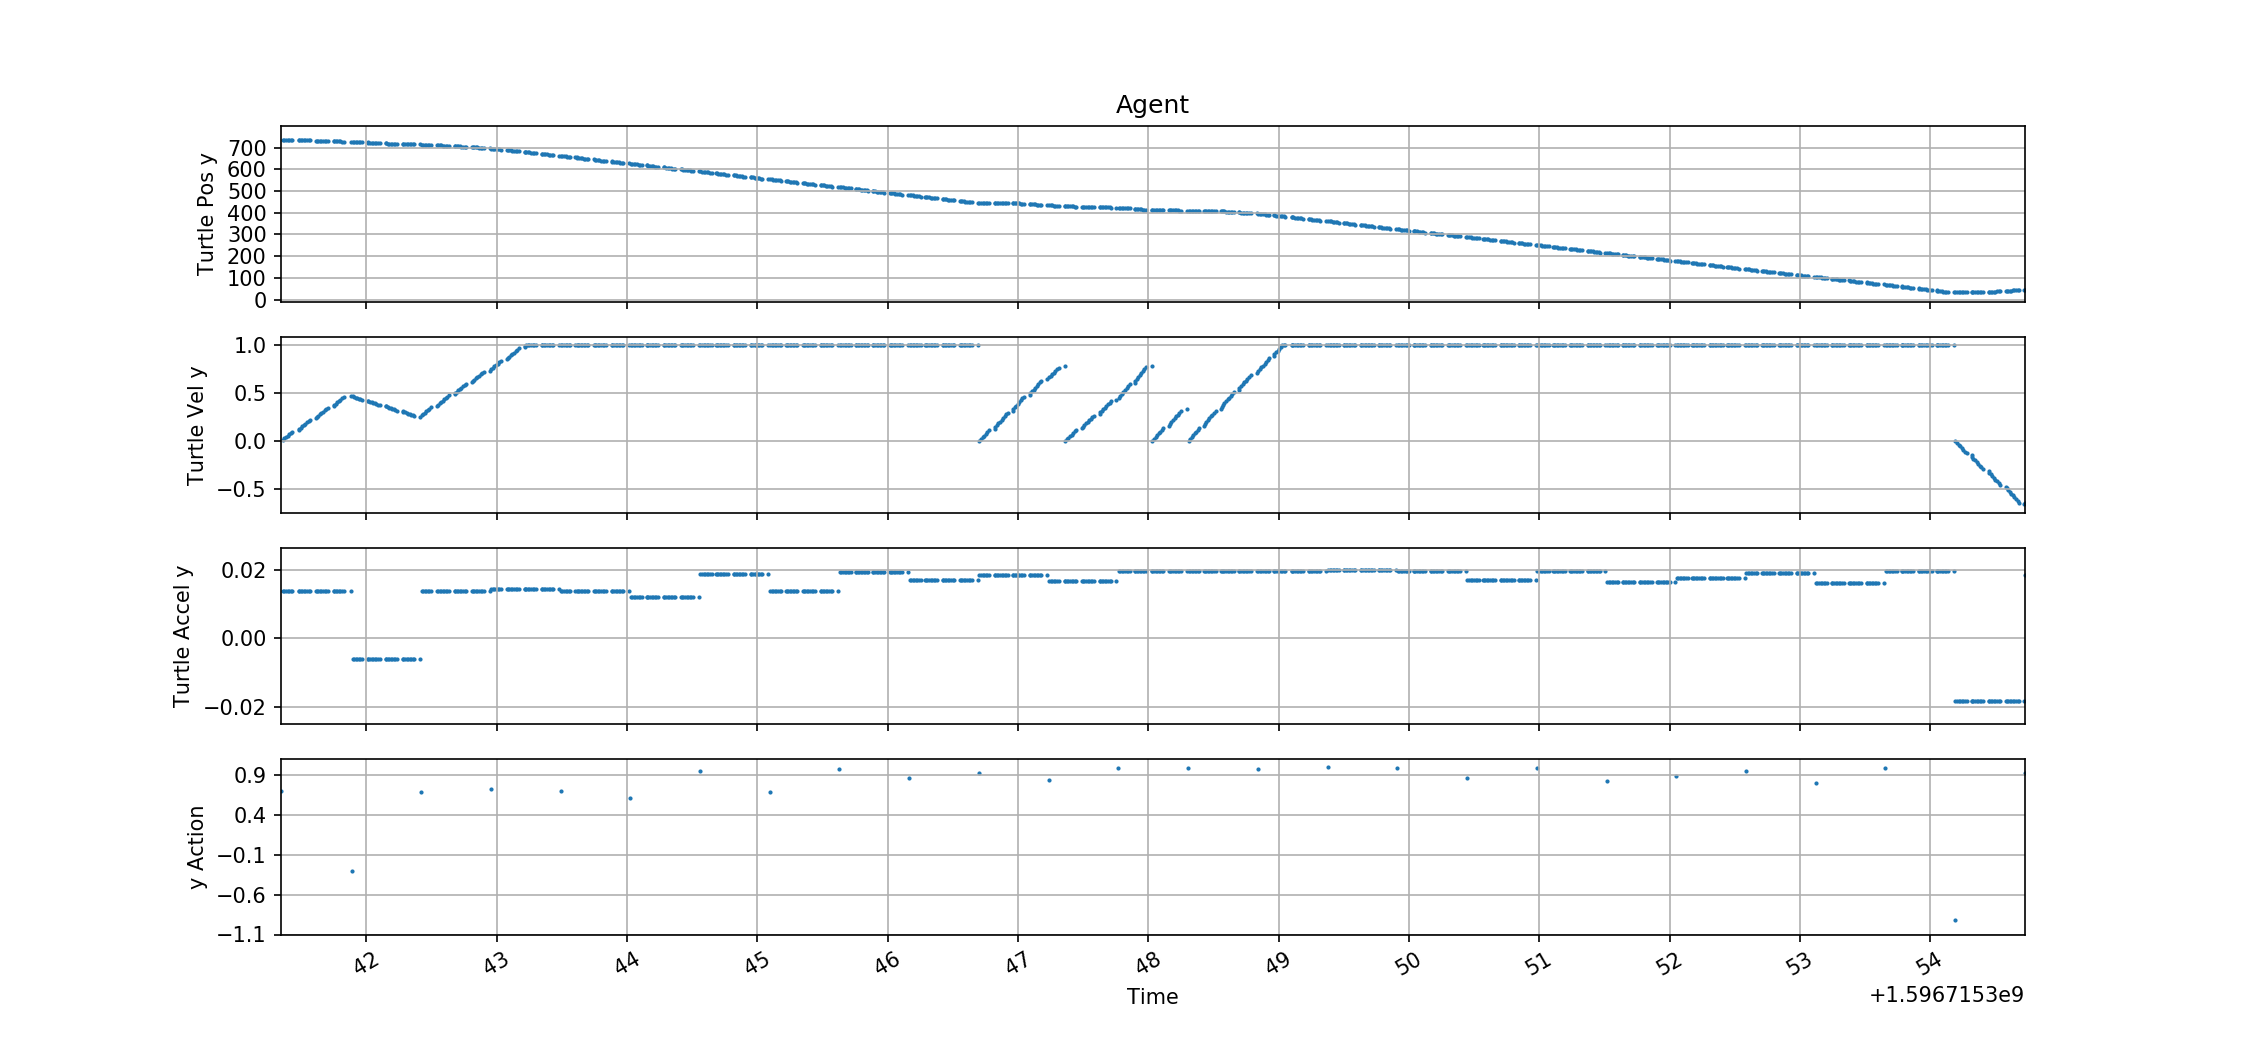 Agent
Turtle Pos y
700
600
500
400
300
200
100
0
Turtle Vel y
1.0
0.5
0.0
−0.5
Turtle Accel y
0.02
0.00
−0.02
y Action
0.9
0.4
−0.1
−0.6
−1.1
42 43 44 45 46 47 48 49 50 51 52 53 54
Time
+1.5967153e9